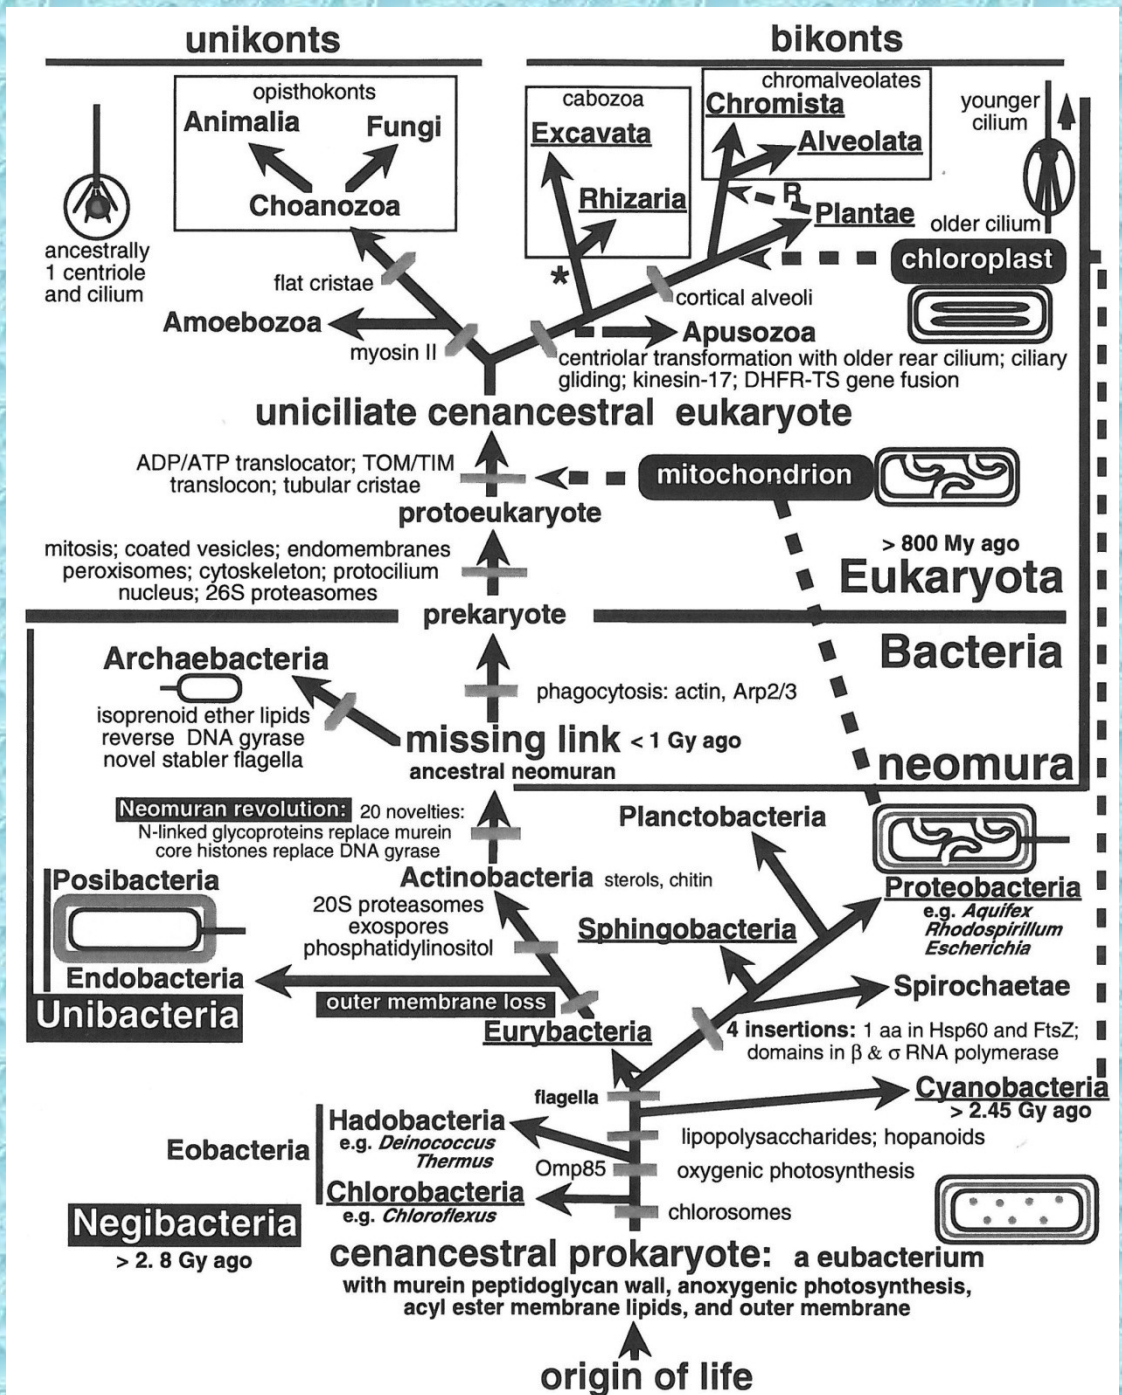 unikonts
bikonts
opisthokonts
Animalia
Fungi
Choanozoa
cabozoa
Excavata
Rhizaria
chromalveolates
Chromista
Alveolata
R
Plantae
younger
cilium
older cilium
chloroplast
ancestrally
1 centriole
and cilium
flat cristae
*
cortical alveoli
Amoebozoa
Apusozoa
myosin II
centriolar transformation with older rear cilium; ciliary
gliding; kinesin-17; DHFR-TS gene fusion
uniciliate cenancestral eukaryote
ADP/ATP translocator; TOM/TIM
translocon; tubular cristae
mitochondrion
protoeukaryote
mitosis; coated vesicles; endomembranes
peroxisomes; cytoskeleton; protocilium
nucleus; 26S proteasomes
> 800 My ago
Eukaryota
prekaryote
Bacteria
Archaebacteria
isoprenoid ether lipids
reverse DNA gyrase
novel stabler flagella
phagocytosis: actin, Arp2/3
missing link < 1 Gy ago
ancestral neomuran
neomura
Neomuran revolution: 20 novelties:
N-linked glycoproteins replace murein
core histones replace DNA gyrase
Planctobacteria
Actinobacteria sterols, chitin
Posibacteria
20S proteasomes
exospores
phosphatidylinositol
Proteobacteria
e.g. Aquifex
Rhodospirillum
Escherichia
Sphingobacteria
Endobacteria
outer membrane loss
Unibacteria
Spirochaetae
Eurybacteria
4 insertions: 1 aa in Hsp60 and FtsZ;
domains in β & σ RNA polymerase
flagella
Cyanobacteria
> 2.45 Gy ago
Eobacteria
Hadobacteria
e.g. Deinococcus
Thermus
lipopolysaccharides; hopanoids
Omp85
oxygenic photosynthesis
Chlorobacteria
e.g. Chloroflexus
chlorosomes
Negibacteria
> 2. 8 Gy ago
cenancestral prokaryote: a eubacterium
with murein peptidoglycan wall, anoxygenic photosynthesis,
acyl ester membrane lipids, and outer membrane
origin of life